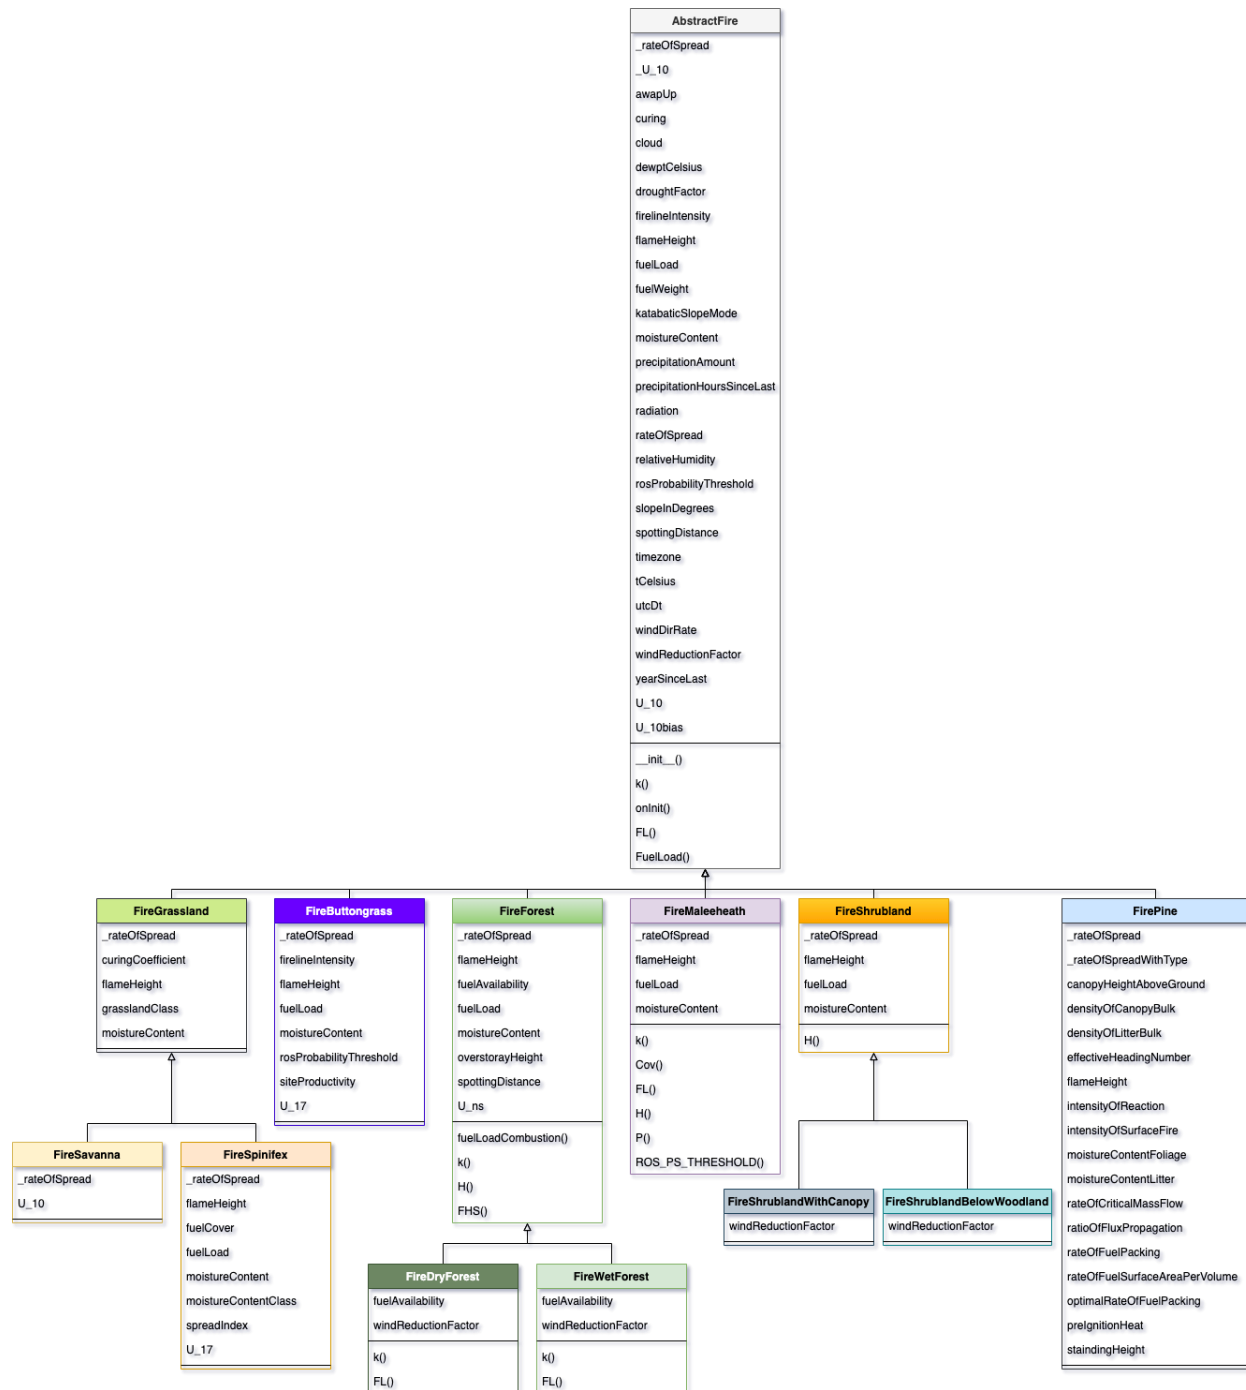 AbstractFire
_rateOfSpread
_U_10
awapUp
curing
cloud
dewptCelsius
droughtFactor
firelineIntensity
flameHeight
fuelLoad
fuelWeight
katabaticSlopeMode
moistureContent
precipitationAmount
precipitationHoursSinceLast
radiation
rateOfSpread
relativeHumidity
rosProbabilityThreshold
slopeInDegrees
spottingDistance
timezone
tCelsius
utcDt
windDirRate
windReductionFactor
yearSinceLast
U_10
U_10bias
__init__()
k()
onInit()
FL()
FuelLoad()
FireGrassland
_rateOfSpread
curingCoefficient
flameHeight
grasslandClass
moistureContent
FireButtongrass
_rateOfSpread
firelineIntensity
flameHeight
fuelLoad
moistureContent
rosProbabilityThreshold
siteProductivity
U_17
FireForest
_rateOfSpread
flameHeight
fuelAvailability
fuelLoad
moistureContent
overstorayHeight
spottingDistance
U_ns
fuelLoadCombustion()
k()
H()
FHS()
FireMaleeheath
_rateOfSpread
flameHeight
fuelLoad
moistureContent
k()
Cov()
FL()
H()
P()
ROS_PS_THRESHOLD()
FireShrubland
_rateOfSpread
flameHeight
fuelLoad
moistureContent
H()
FirePine
_rateOfSpread
_rateOfSpreadWithType
canopyHeightAboveGround
densityOfCanopyBulk
densityOfLitterBulk
effectiveHeadingNumber
flameHeight
intensityOfReaction
intensityOfSurfaceFire
moistureContentFoliage
moistureContentLitter
rateOfCriticalMassFlow
ratioOfFluxPropagation
rateOfFuelPacking
rateOfFuelSurfaceAreaPerVolume
optimalRateOfFuelPacking
preIgnitionHeat
staindingHeight
FireSavanna
_rateOfSpread
U_10
FireSpinifex
_rateOfSpread
flameHeight
fuelCover
fuelLoad
moistureContent
moistureContentClass
spreadIndex
U_17
FireShrublandWithCanopy
windReductionFactor
FireShrublandBelowWoodland
windReductionFactor
FireDryForest
fuelAvailability
windReductionFactor
k()
FL()
FireWetForest
fuelAvailability
windReductionFactor
k()
FL()